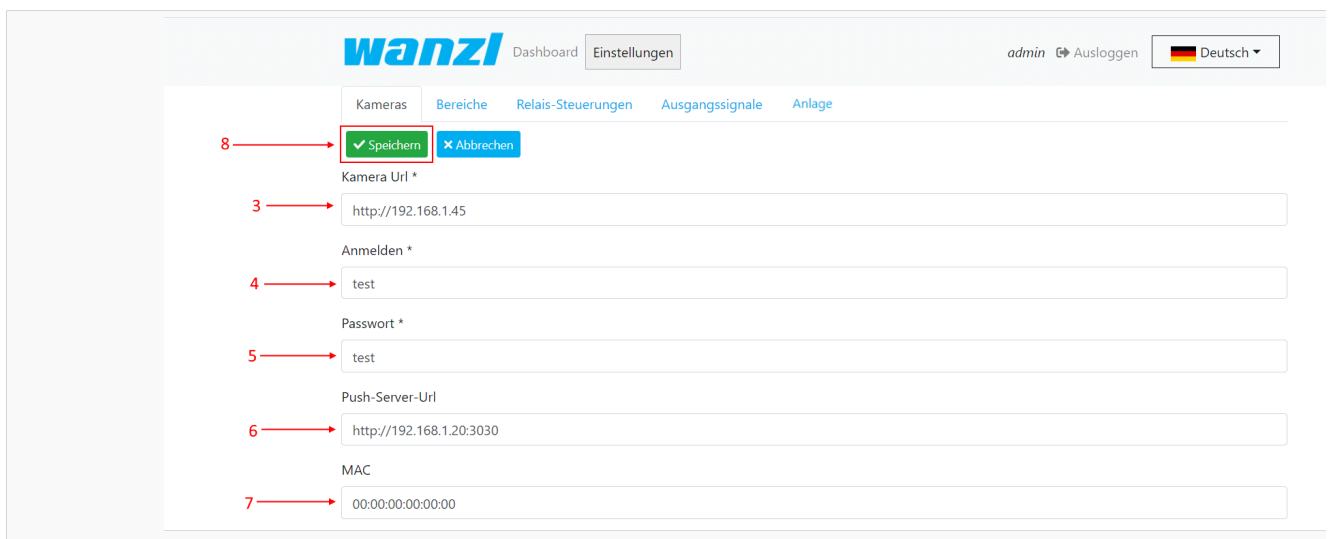 wanzl Dashboard Einstellungen admin Ausloggen Deutsch
Kameras Bereiche Relais-Steuerungen Ausgangssignale Anlage
8 Speichern Abbrechen
Kamera Url *
3 http://192.168.1.45
Anmelden *
4 test
Passwort *
5 test
Push-Server-Url
6 http://192.168.1.20:3030
MAC
7 00:00:00:00:00:00